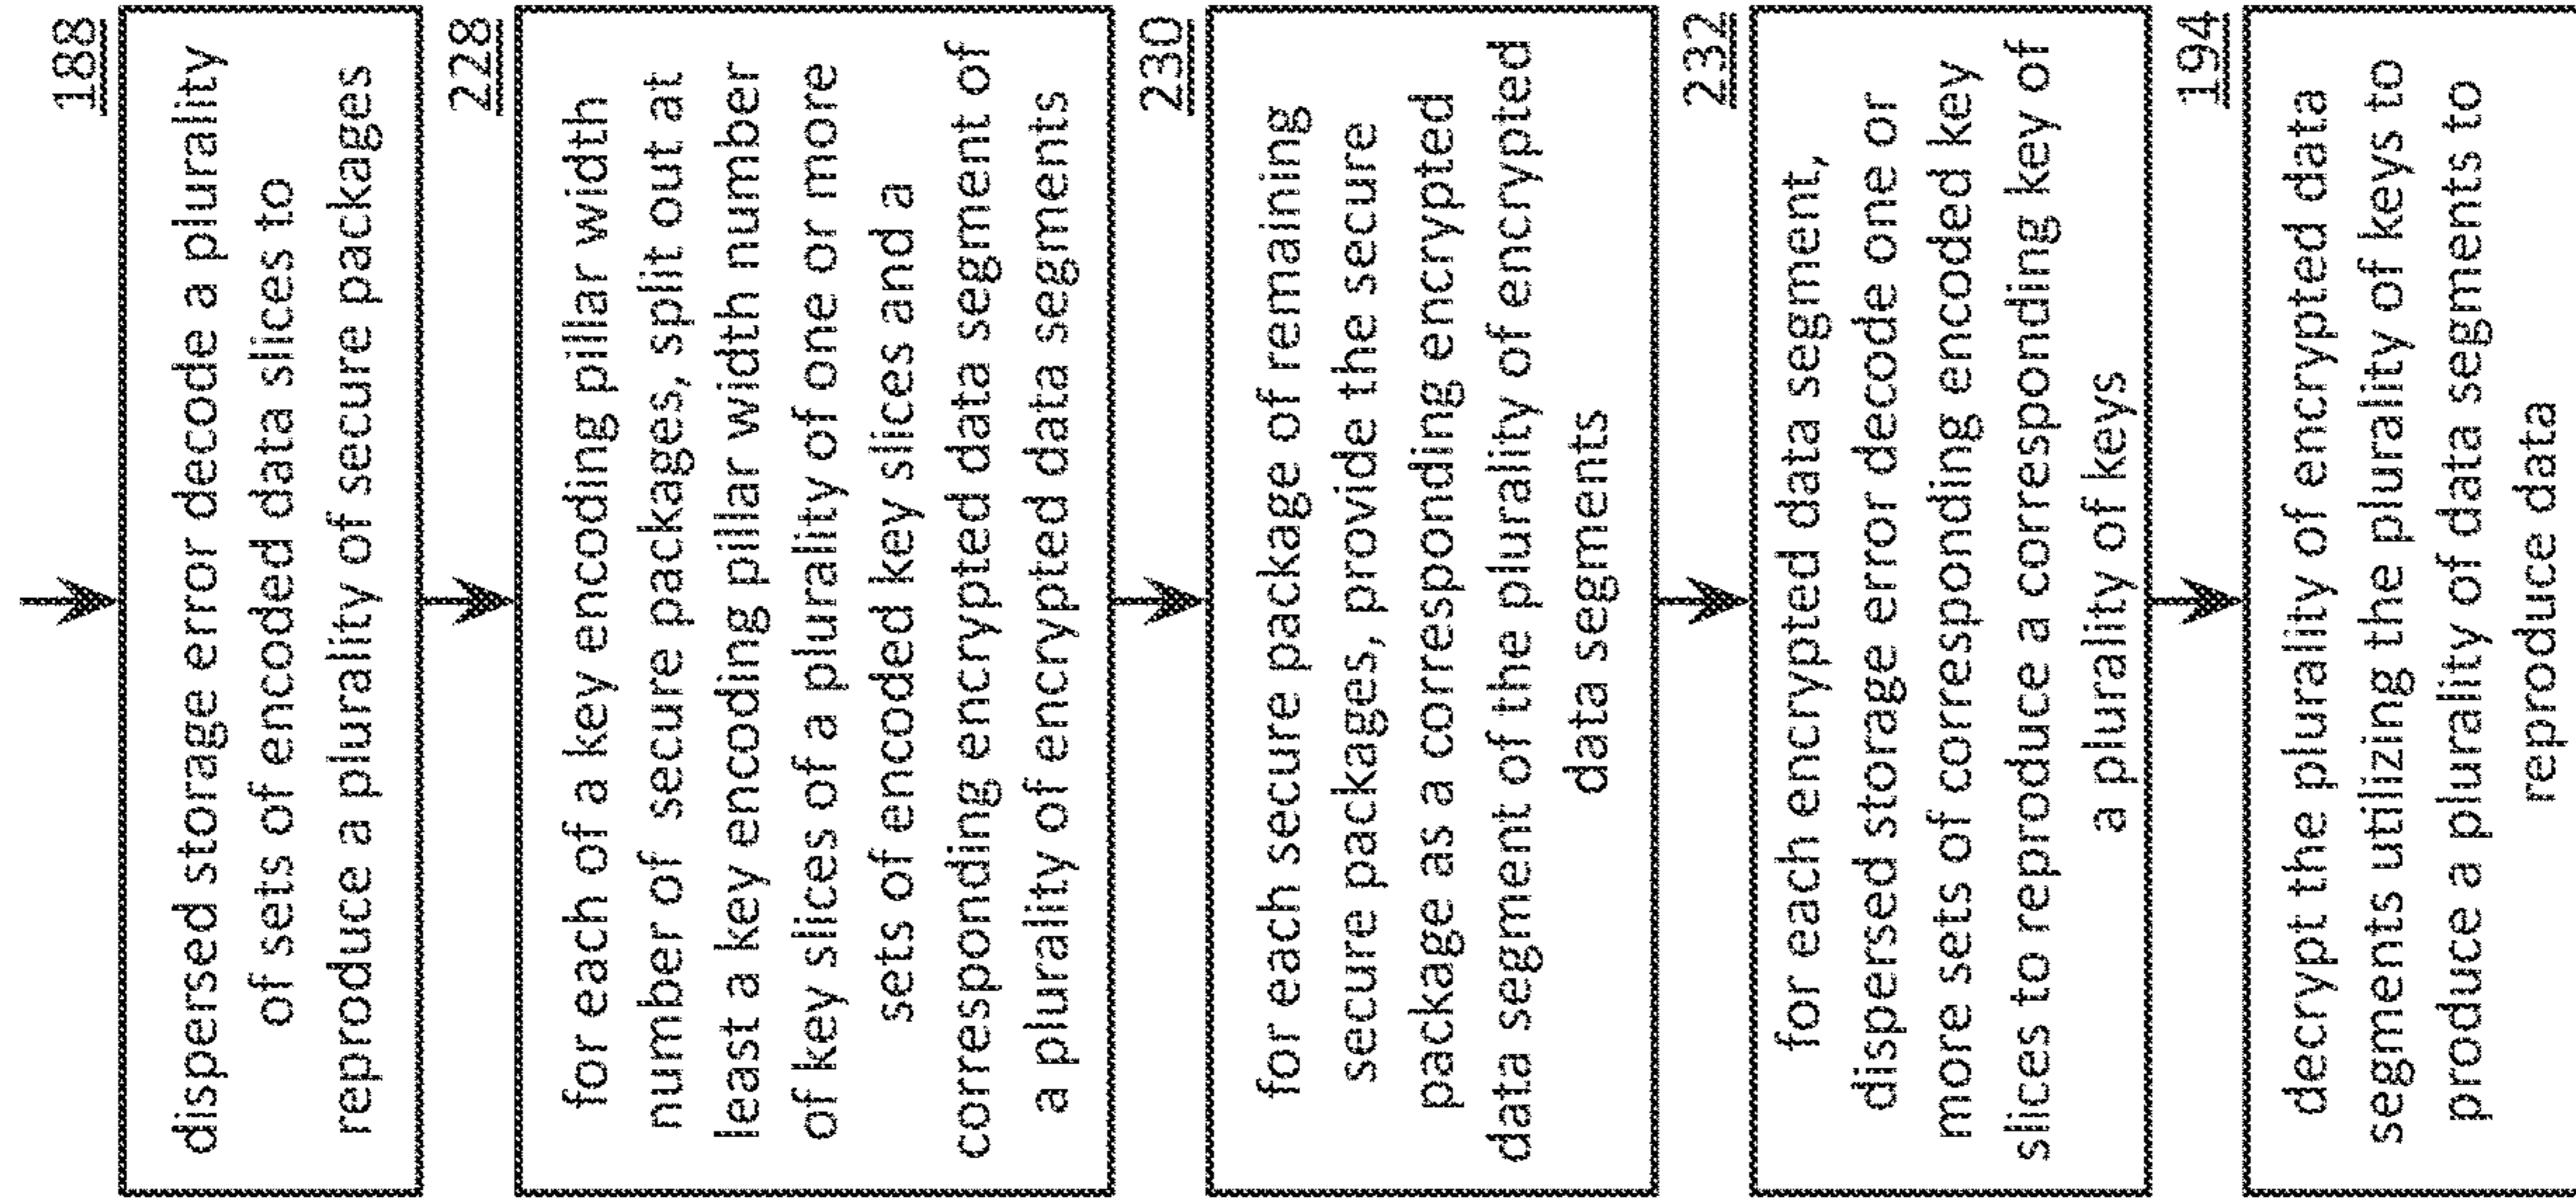 188
dispersed storage error decode a plurality
of sets of encoded data slices to
reproduce a plurality of secure packages
228
for each of a key encoding pillar width
number of secure packages, split out at
least a key encoding pillar width number
of key slices of a plurality of one or more
sets of encoded key slices and a
corresponding encrypted data segment of
a plurality of encrypted data segments
230
for each secure package of remaining
secure packages, provide the secure
package as a corresponding encrypted
data segment of the plurality of encrypted
data segments
232
for each encrypted data segment,
dispersed storage error decode one or
more sets of corresponding encoded key
slices to reproduce a corresponding key of
a plurality of keys
194
decrypt the plurality of encrypted data
segments utilizing the plurality of keys to
produce a plurality of data segments to
reproduce data